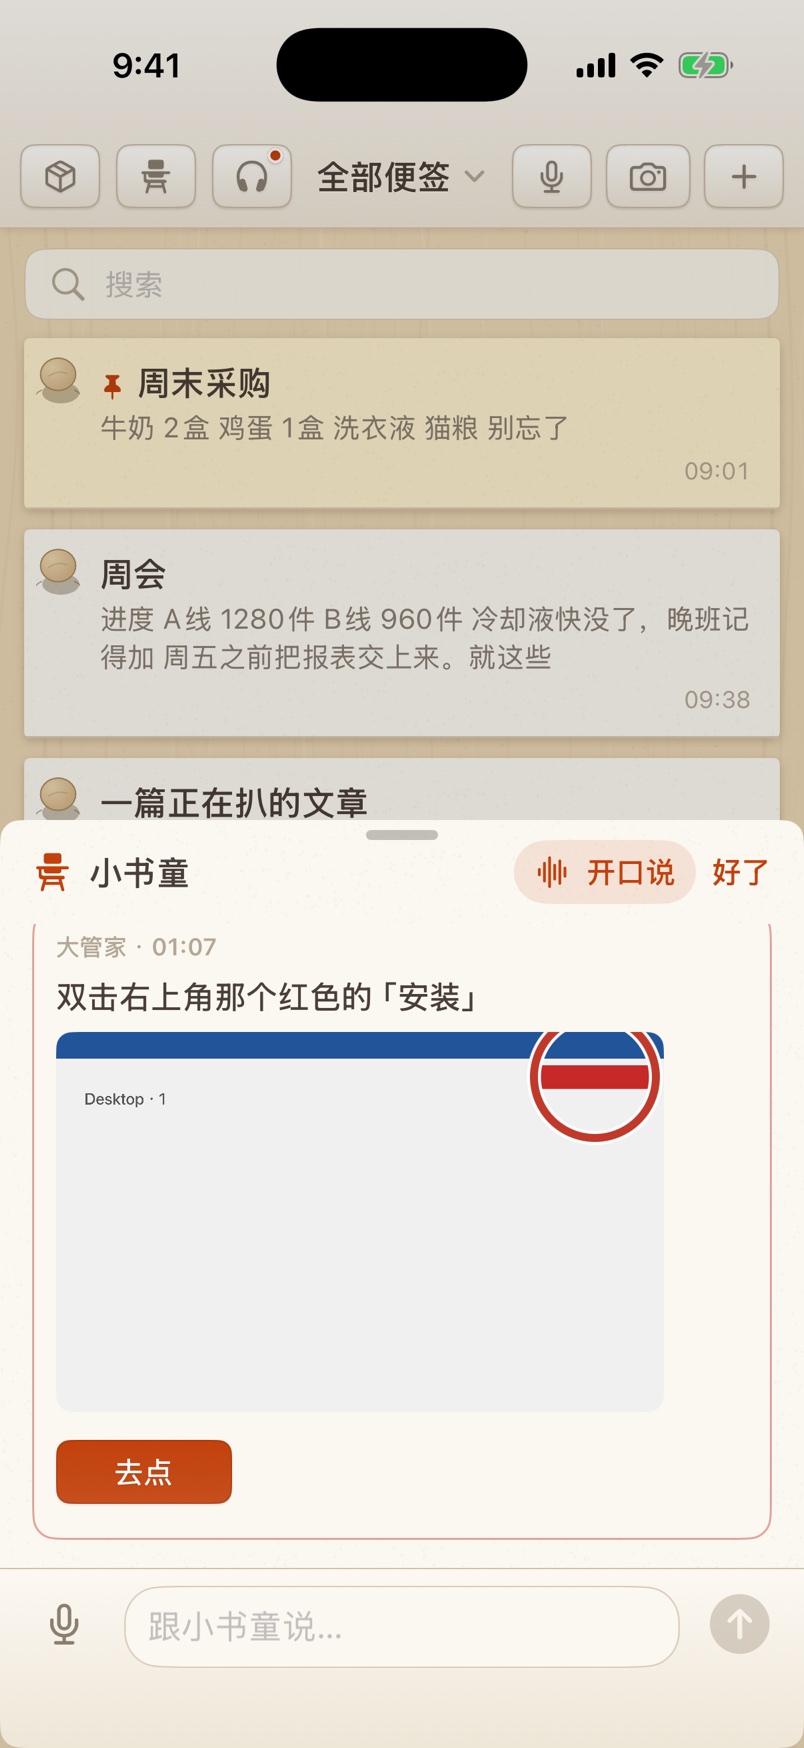 9:41
全部便签
搜索
周末采购
牛奶 2盒 鸡蛋 1盒 洗衣液 猫粮 别忘了
09:01
周会
进度 A线 1280件 B线 960件 冷却液快没了，晚班记
得加 周五之前把报表交上来。就这些
09:38
一篇正在扒的文章
小书童
开口说
好了
大管家 · 01:07
双击右上角那个红色的「安装」
Desktop · 1
去点
跟小书童说...